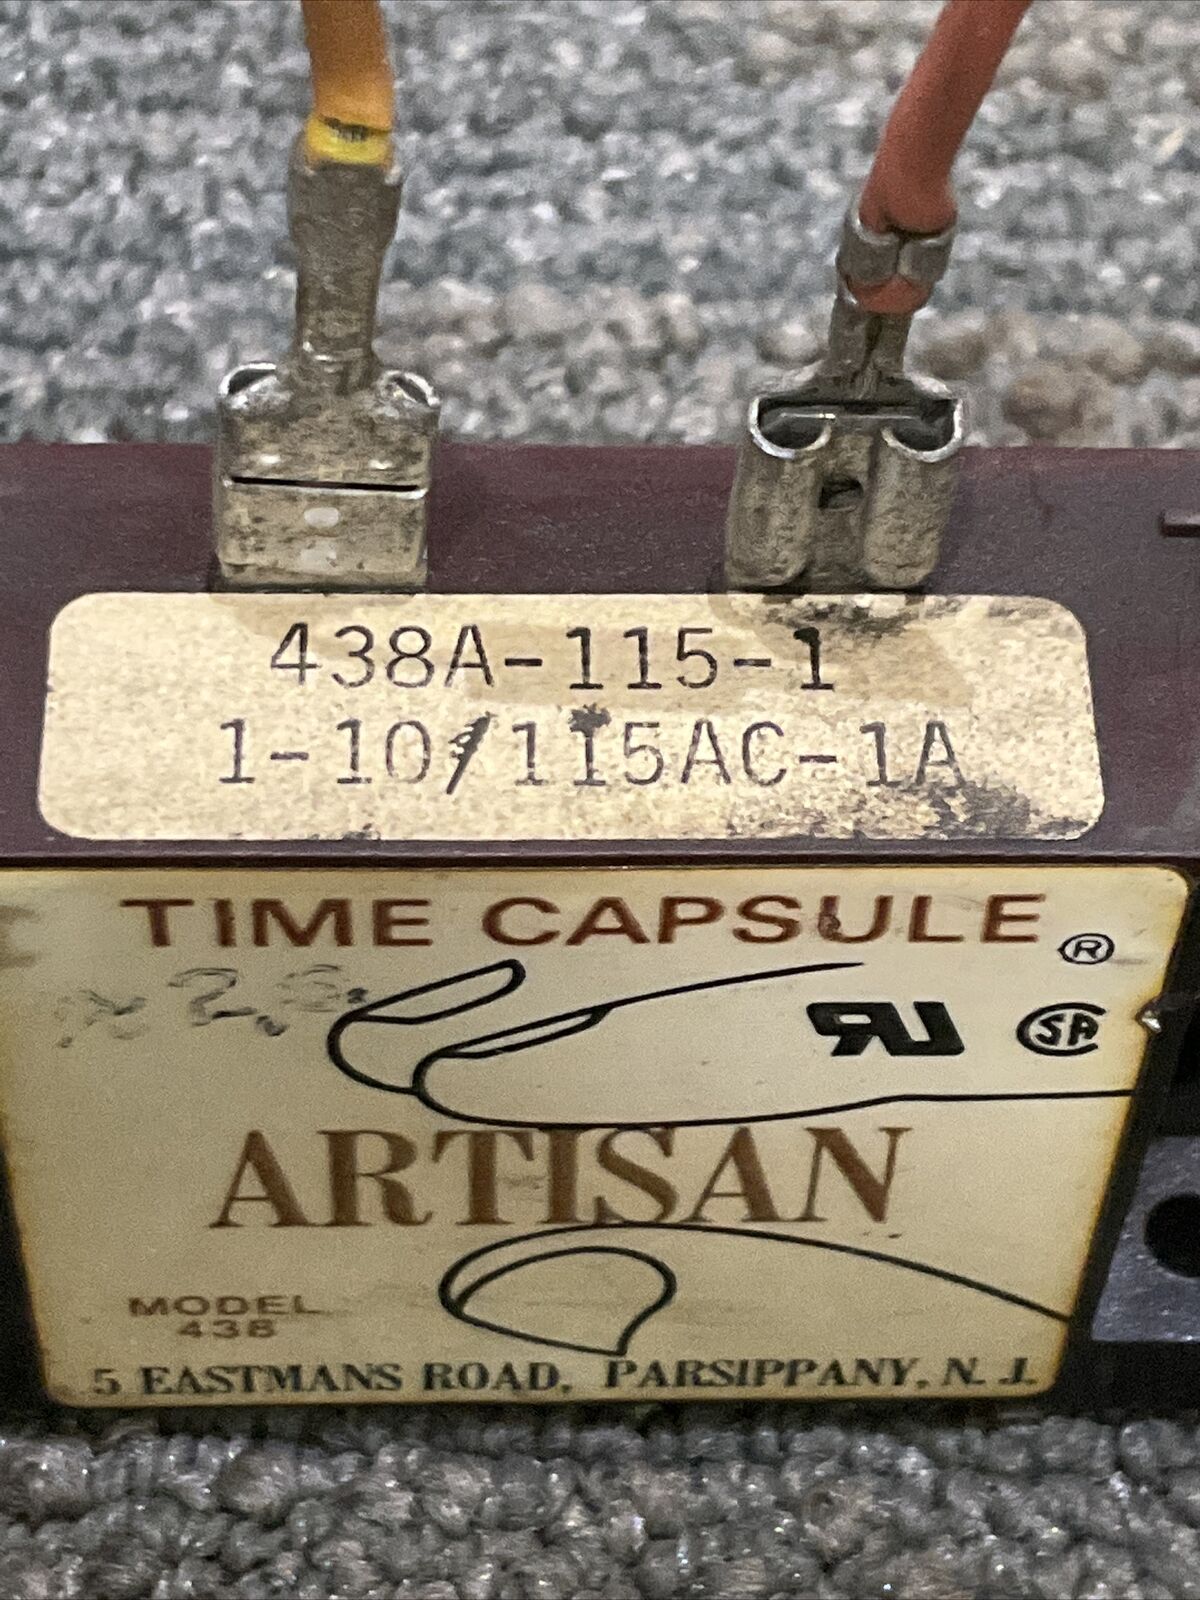 438A-115-1
1-10/115AC-1A
TIME CAPSULE ®
ARTISAN
MODEL
438
5 EASTMANS ROAD, PARSIPPANY, N. J.